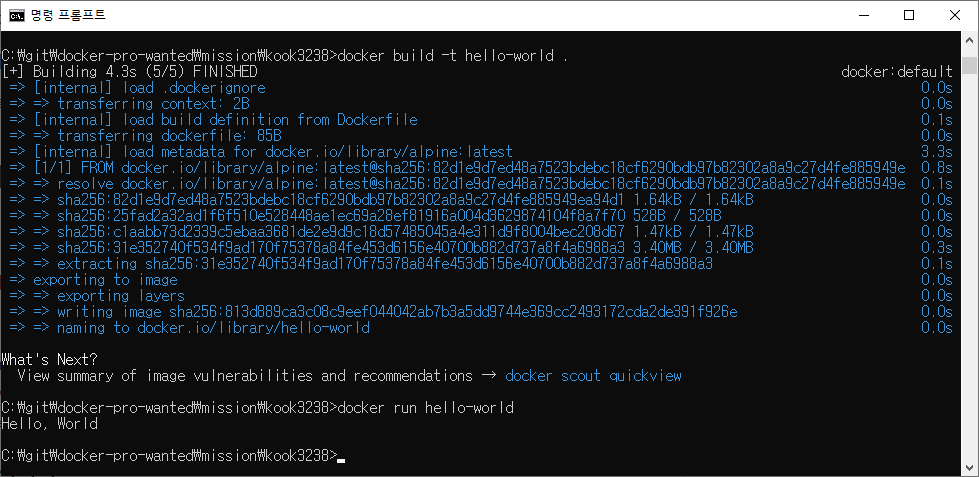 명령 프롬프트
C:\git\docker-pro-wanted\mission\kook3238>docker build -t hello-world .
[+] Building 4.3s (5/5) FINISHED docker:default
=> [internal] load .dockerignore 0.0s
=> => transferring context: 2B 0.0s
=> [internal] load build definition from Dockerfile 0.1s
=> => transferring dockerfile: 85B 0.0s
=> [internal] load metadata for docker.io/library/alpine:latest 3.3s
=> [1/1] FROM docker.io/library/alpine:latest@sha256:82d1e9d7ed48a7523bdebc18cf6290bdb97b82302a8a9c27d4fe885949e 0.8s
=> => resolve docker.io/library/alpine:latest@sha256:82d1e9d7ed48a7523bdebc18cf6290bdb97b82302a8a9c27d4fe885949e 0.1s
=> => sha256:82d1e9d7ed48a7523bdebc18cf6290bdb97b82302a8a9c27d4fe885949ea94d1 1.64kB / 1.64kB 0.0s
=> => sha256:25fad2a32ad1f6f510e528448ae1ec69a28ef81916a004d3629874104f8a7f70 528B / 528B 0.0s
=> => sha256:c1aabb73d2339c5ebaa3681de2e9d9c18d57485045a4e311d9f8004bec208d67 1.47kB / 1.47kB 0.0s
=> => sha256:31e352740f534f9ad170f75378a84fe453d6156e40700b882d737a8f4a6988a3 3.40MB / 3.40MB 0.3s
=> => extracting sha256:31e352740f534f9ad170f75378a84fe453d6156e40700b882d737a8f4a6988a3 0.1s
=> exporting to image 0.0s
=> => exporting layers 0.0s
=> => writing image sha256:813d889ca3c08c9eef044042ab7b3a5dd9744e369cc2493172cda2de391f926e 0.0s
=> => naming to docker.io/library/hello-world 0.0s
What's Next?
View summary of image vulnerabilities and recommendations → docker scout quickview
C:\git\docker-pro-wanted\mission\kook3238>docker run hello-world
Hello, World
C:\git\docker-pro-wanted\mission\kook3238>